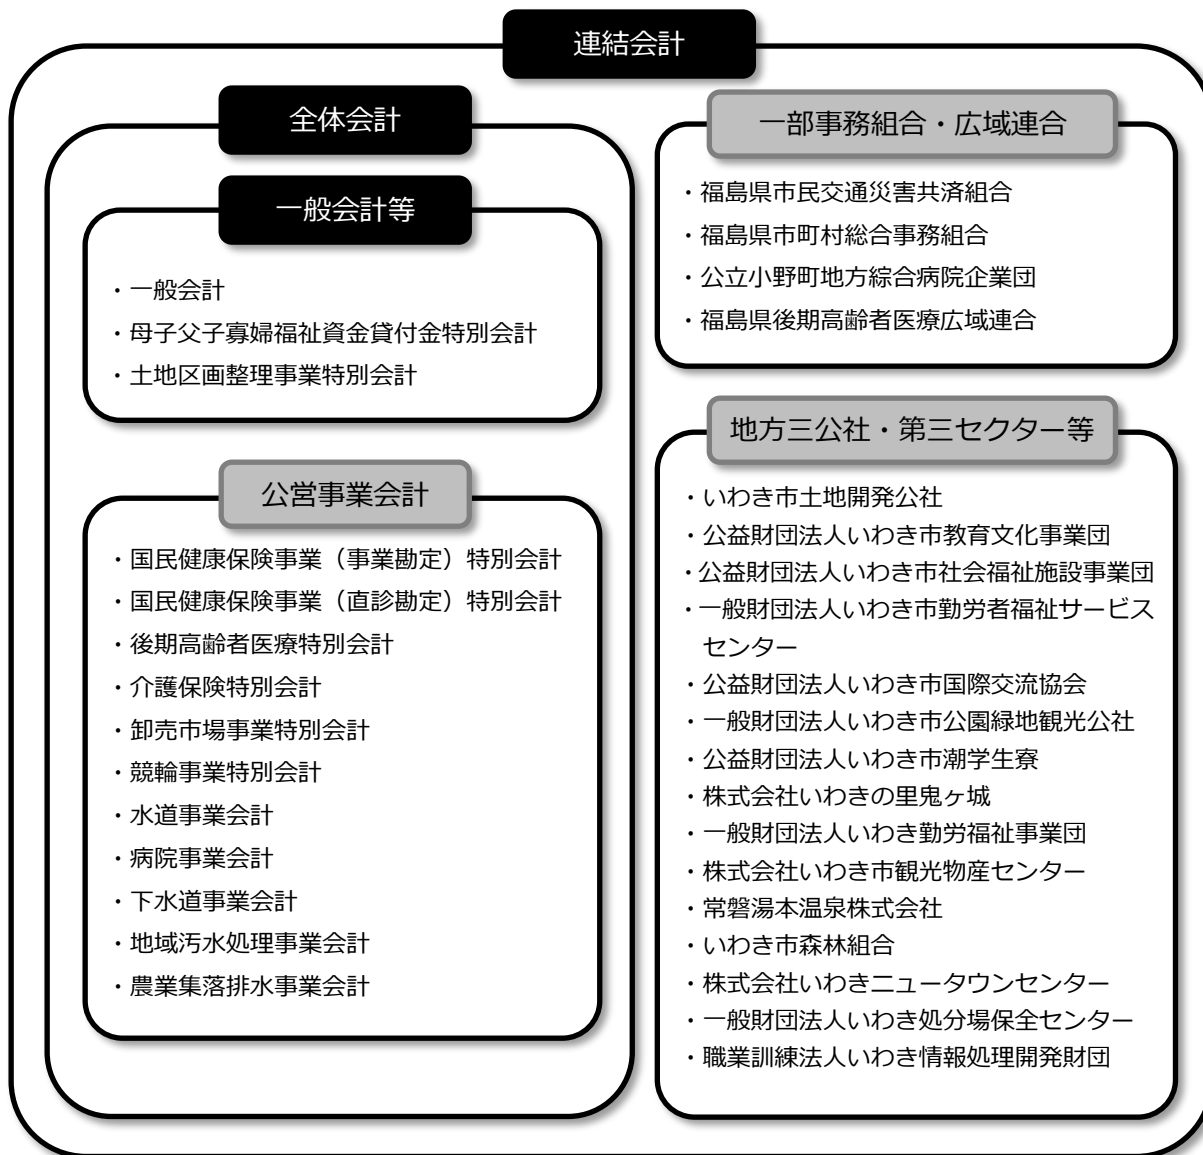 連結会計
全体会計
一般会計等
・一般会計
・母子父子寡婦福祉資金貸付金特別会計
・土地区画整理事業特別会計
公営事業会計
・国民健康保険事業（事業勘定）特別会計
・国民健康保険事業（直診勘定）特別会計
・後期高齢者医療特別会計
・介護保険特別会計
・卸売市場事業特別会計
・競輪事業特別会計
・水道事業会計
・病院事業会計
・下水道事業会計
・地域汚水処理事業会計
・農業集落排水事業会計
一部事務組合・広域連合
・福島県市民交通災害共済組合
・福島県市町村総合事務組合
・公立小野町地方綜合病院企業団
・福島県後期高齢者医療広域連合
地方三公社・第三セクター等
・いわき市土地開発公社
・公益財団法人いわき市教育文化事業団
・公益財団法人いわき市社会福祉施設事業団
・一般財団法人いわき市勤労者福祉サービス
センター
・公益財団法人いわき市国際交流協会
・一般財団法人いわき市公園緑地観光公社
・公益財団法人いわき市潮学生寮
・株式会社いわきの里鬼ヶ城
・一般財団法人いわき勤労福祉事業団
・株式会社いわき市観光物産センター
・常磐湯本温泉株式会社
・いわき市森林組合
・株式会社いわきニュータウンセンター
・一般財団法人いわき処分場保全センター
・職業訓練法人いわき情報処理開発財団